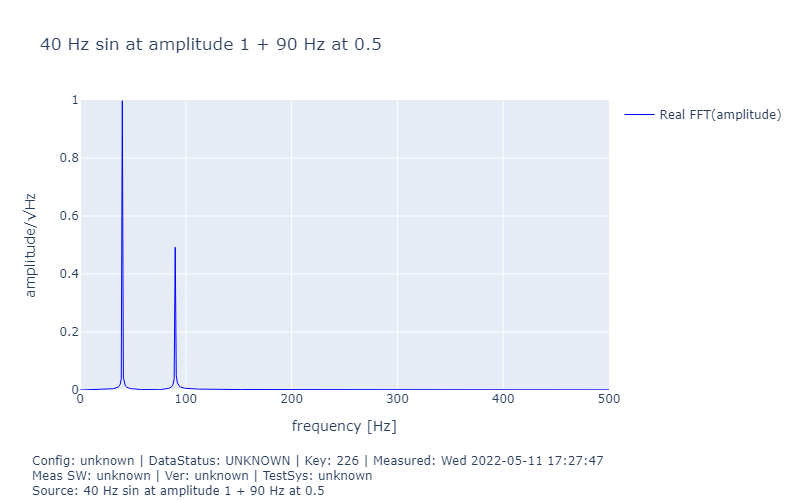 40 Hz sin at amplitude 1 + 90 Hz at 0.5
1
0.8
0.6
0.4
0.2
0
amplitude/√Hz
0 100 200 300 400 500
frequency [Hz]
Real FFT(amplitude)
Config: unknown | DataStatus: UNKNOWN | Key: 226 | Measured: Wed 2022-05-11 17:27:47
Meas SW: unknown | Ver: unknown | TestSys: unknown
Source: 40 Hz sin at amplitude 1 + 90 Hz at 0.5